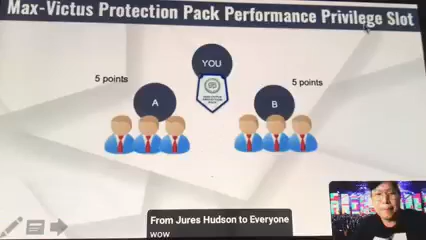 Max-Victus Protection Pack Performance Privilege Slot
YOU
5 points
5 points
A
B
From Jures Hudson to Everyone
wow